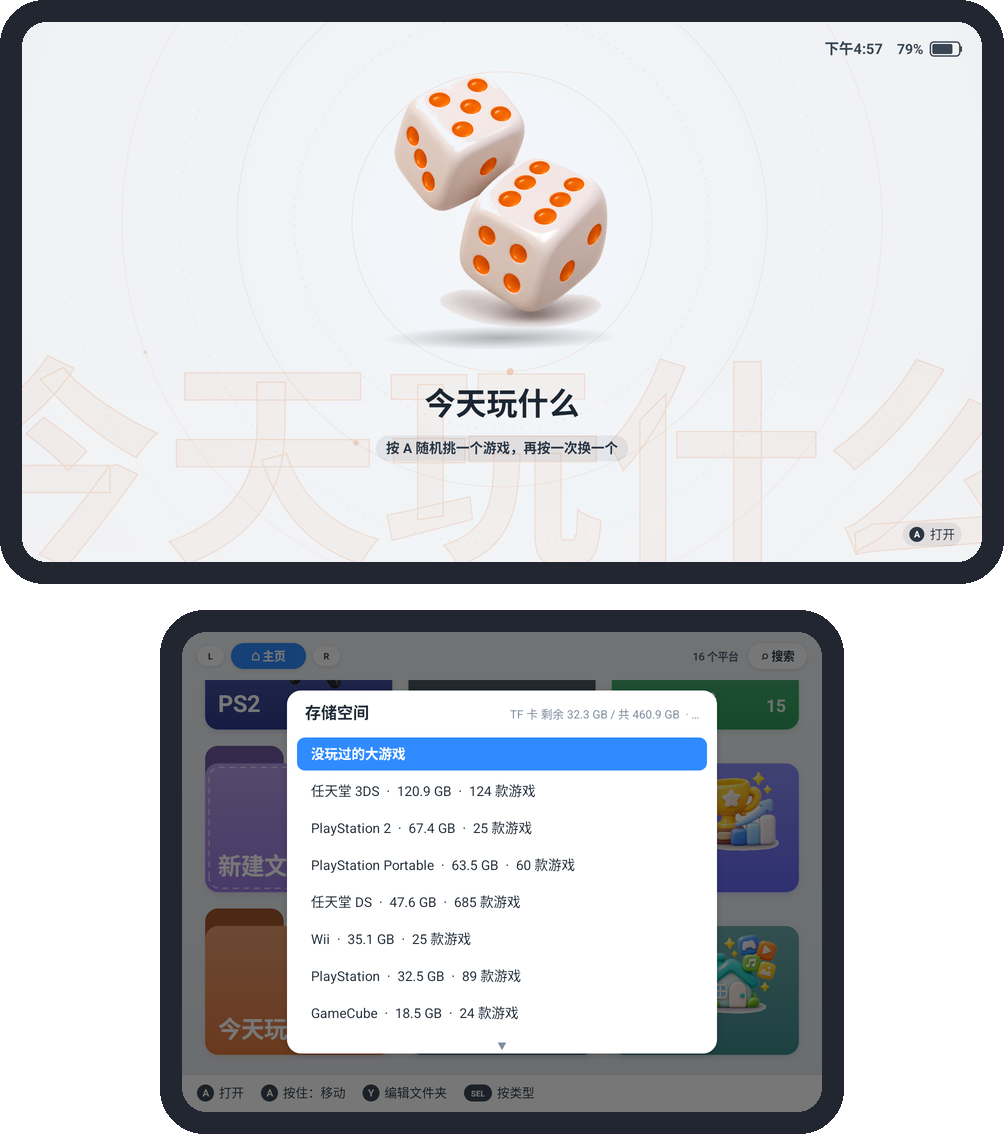 下午4:57 79%
今天玩什么
今天玩什么
按 A 随机挑一个游戏，再按一次换一个
A 打开
L 主页 R 16 个平台 搜索
PS2
15
存储空间 TF 卡 剩余 32.3 GB / 共 460.9 GB · ...
没玩过的大游戏
任天堂 3DS · 120.9 GB · 124 款游戏
PlayStation 2 · 67.4 GB · 25 款游戏
PlayStation Portable · 63.5 GB · 60 款游戏
任天堂 DS · 47.6 GB · 685 款游戏
Wii · 35.1 GB · 25 款游戏
PlayStation · 32.5 GB · 89 款游戏
GameCube · 18.5 GB · 24 款游戏
新建文
今天玩
A 打开 A 按住：移动 Y 编辑文件夹 SEL 按类型